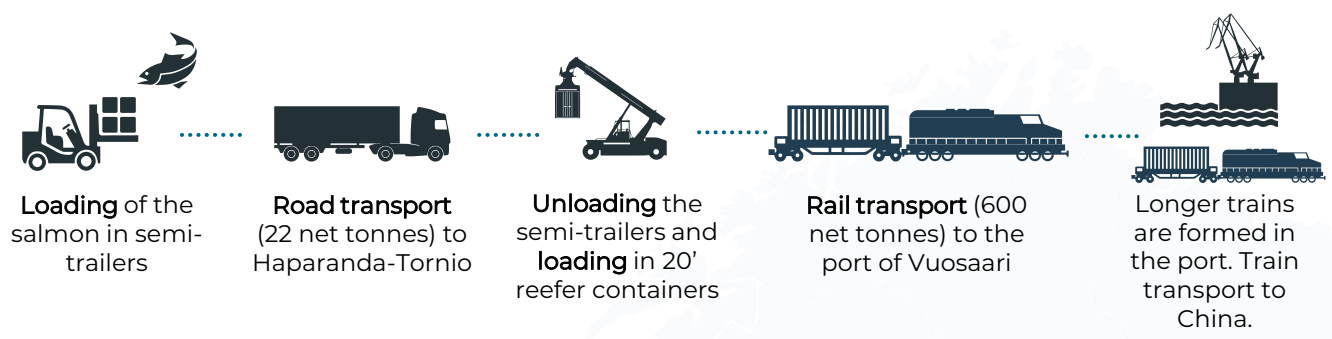 Loading of the
salmon in semi-
trailers
Road transport
(22 net tonnes) to
Haparanda-Tornio
Unloading the
semi-trailers and
loading in 20’
reefer containers
Rail transport (600
net tonnes) to the
port of Vuosaari
Longer trains
are formed in
the port. Train
transport to
China.